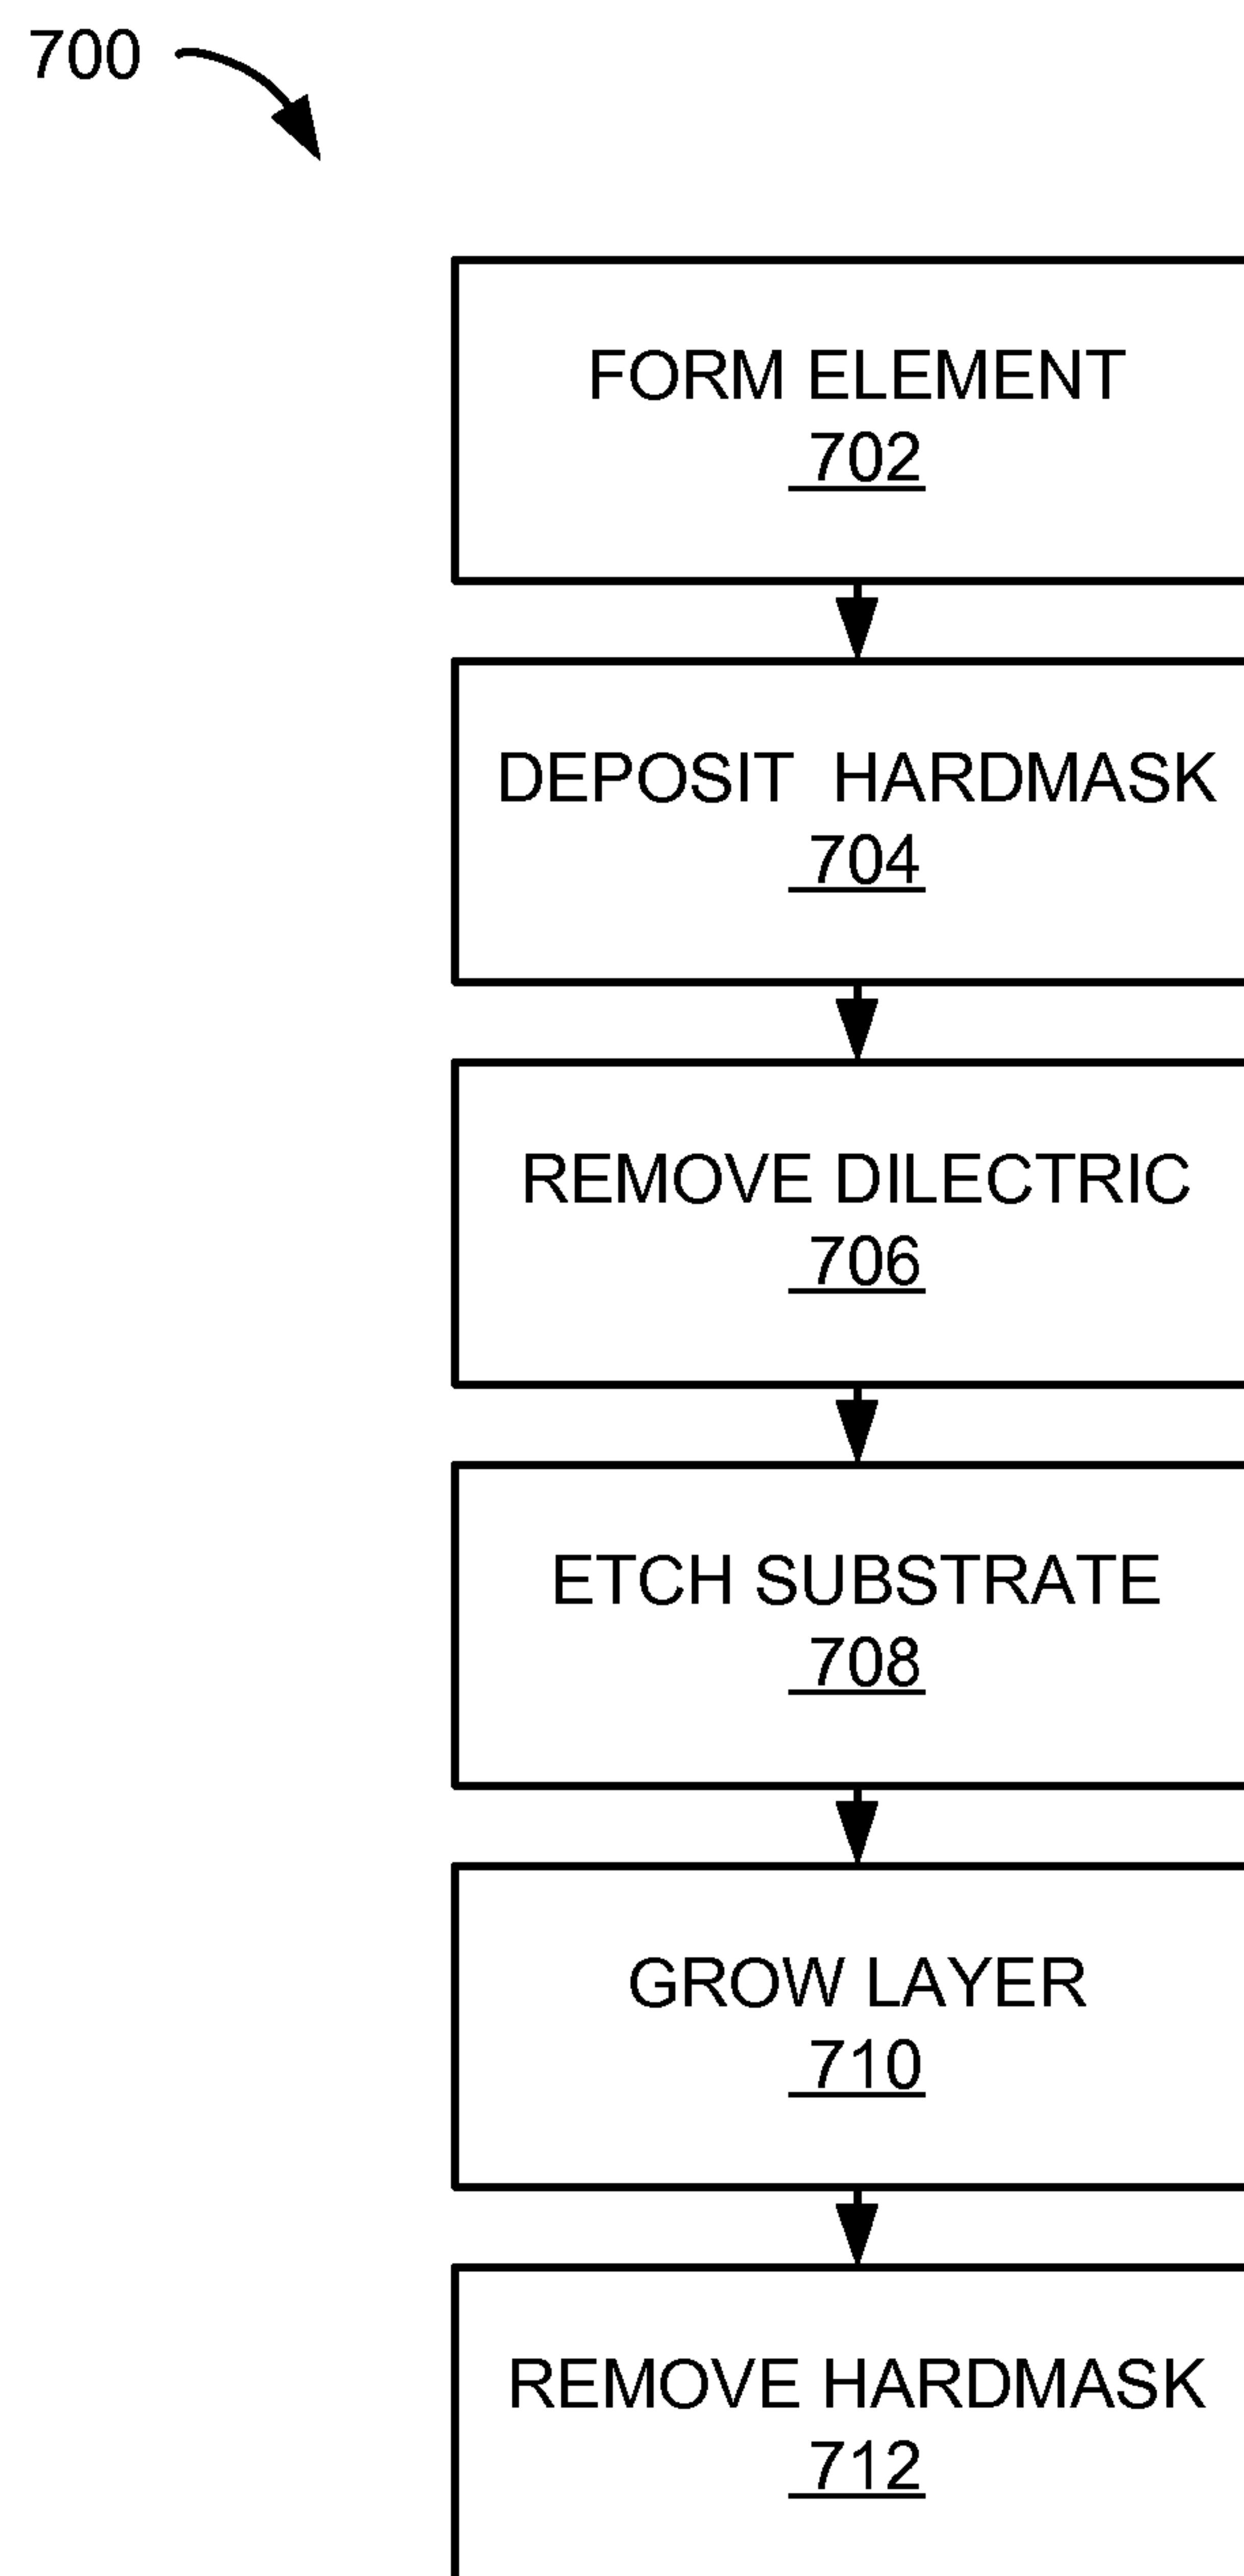 700
FORM ELEMENT
702
DEPOSIT HARDMASK
704
REMOVE DILECTRIC
706
ETCH SUBSTRATE
708
GROW LAYER
710
REMOVE HARDMASK
712